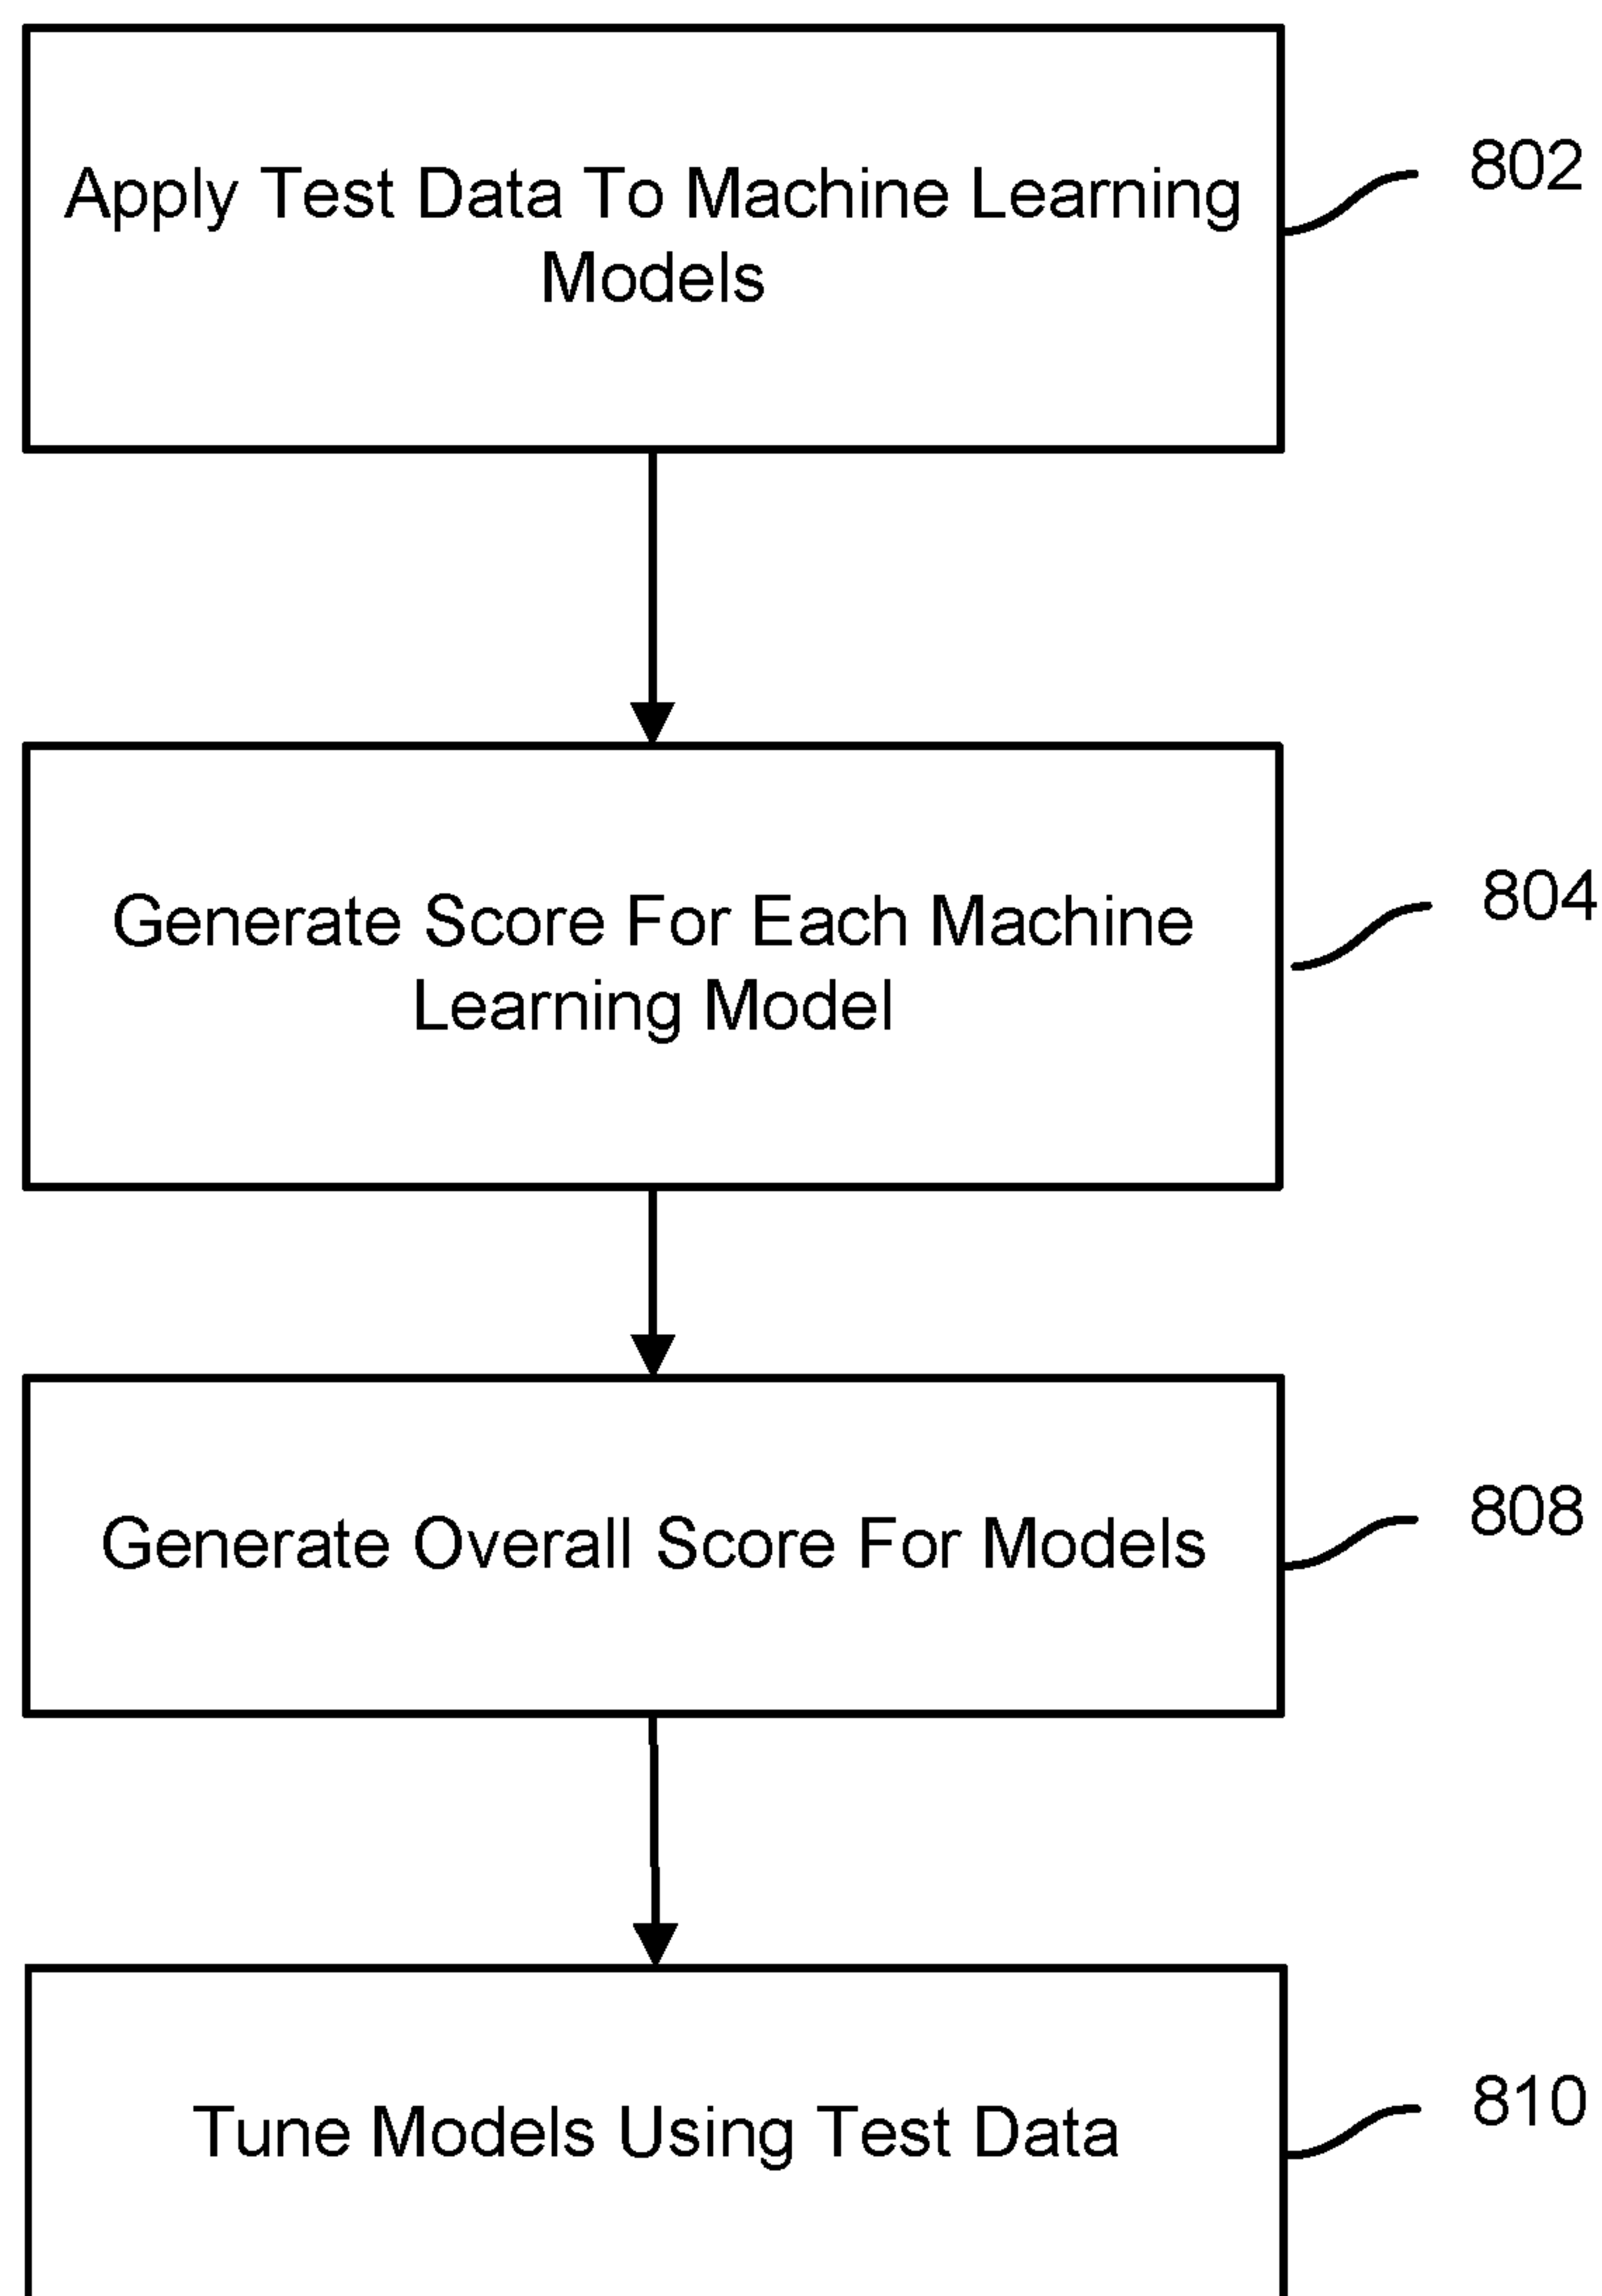 Apply Test Data To Machine Learning
Models
802
Generate Score For Each Machine
Learning Model
804
Generate Overall Score For Models
808
Tune Models Using Test Data
810